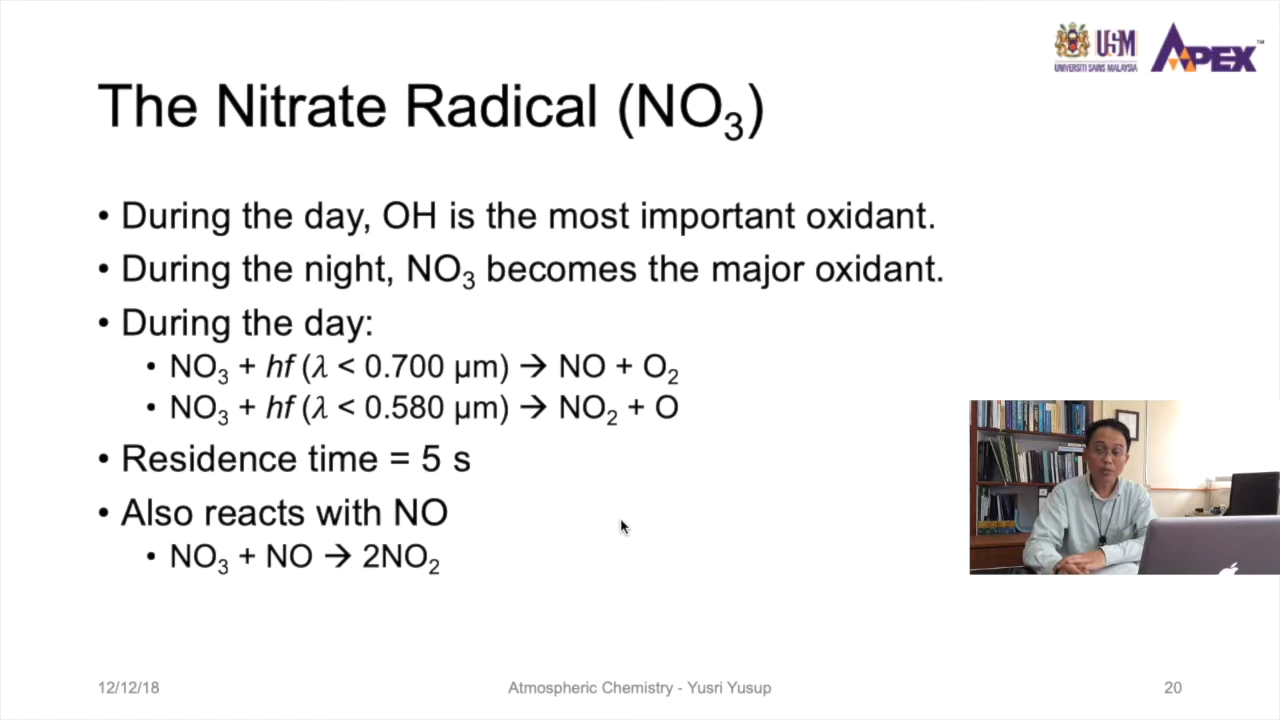 USM
UNIVERSITI SAINS MALAYSIA
APEX™
The Nitrate Radical (NO₃)
• During the day, OH is the most important oxidant.
• During the night, NO₃ becomes the major oxidant.
• During the day:
• NO₃ + hf (λ < 0.700 µm) → NO + O₂
• NO₃ + hf (λ < 0.580 µm) → NO₂ + O
• Residence time = 5 s
• Also reacts with NO
• NO₃ + NO → 2NO₂
12/12/18
Atmospheric Chemistry - Yusri Yusup
20